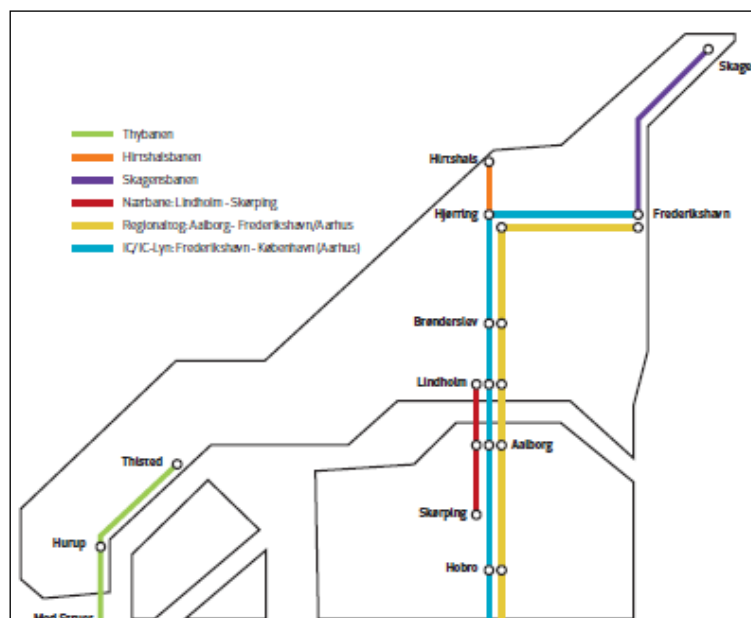 Skage
Thybanen
Hirtshalsbanen
Skagensbanen
Nærbane: Lindholm - Skørping
Regionaltog: Aalborg - Frederikshavn/Aarhus
IC/IC-Lyn: Frederikshavn - København (Aarhus)
Hirtshals
Hjørring
Frederikshavn
Brønderslev
Lindholm
Aalborg
Thisted
Skørping
Hurup
Hobro